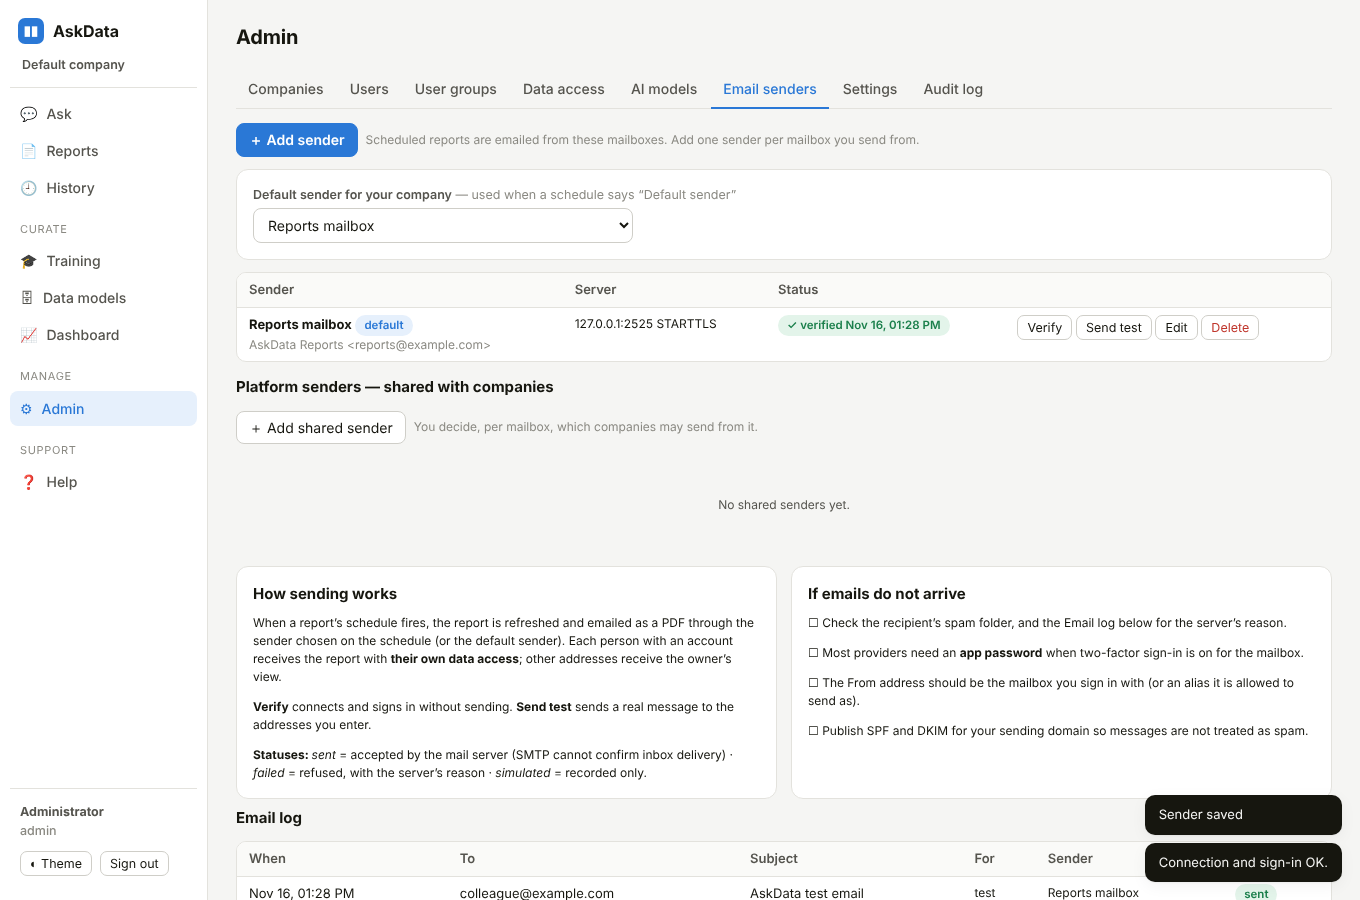 AskData
Default company
Ask
Reports
History
CURATE
Training
Data models
Dashboard
MANAGE
Admin
SUPPORT
Help
Administrator
admin
Theme
Sign out
Admin
Companies Users User groups Data access AI models Email senders Settings Audit log
+ Add sender Scheduled reports are emailed from these mailboxes. Add one sender per mailbox you send from.
Default sender for your company — used when a schedule says “Default sender”
Reports mailbox
Sender Server Status
Reports mailbox default 127.0.0.1:2525 STARTTLS ✓ verified Nov 16, 01:28 PM Verify Send test Edit Delete
AskData Reports <reports@example.com>
Platform senders — shared with companies
+ Add shared sender You decide, per mailbox, which companies may send from it.
No shared senders yet.
How sending works
When a report’s schedule fires, the report is refreshed and emailed as a PDF through the
sender chosen on the schedule (or the default sender). Each person with an account
receives the report with their own data access; other addresses receive the owner’s
view.
Verify connects and signs in without sending. Send test sends a real message to the
addresses you enter.
Statuses: sent = accepted by the mail server (SMTP cannot confirm inbox delivery) ·
failed = refused, with the server’s reason · simulated = recorded only.
If emails do not arrive
☐ Check the recipient’s spam folder, and the Email log below for the server’s reason.
☐ Most providers need an app password when two-factor sign-in is on for the mailbox.
☐ The From address should be the mailbox you sign in with (or an alias it is allowed to
send as).
☐ Publish SPF and DKIM for your sending domain so messages are not treated as spam.
Email log
When To Subject For Sender
Nov 16, 01:28 PM colleague@example.com AskData test email test Reports mailbox sent
Sender saved
Connection and sign-in OK.